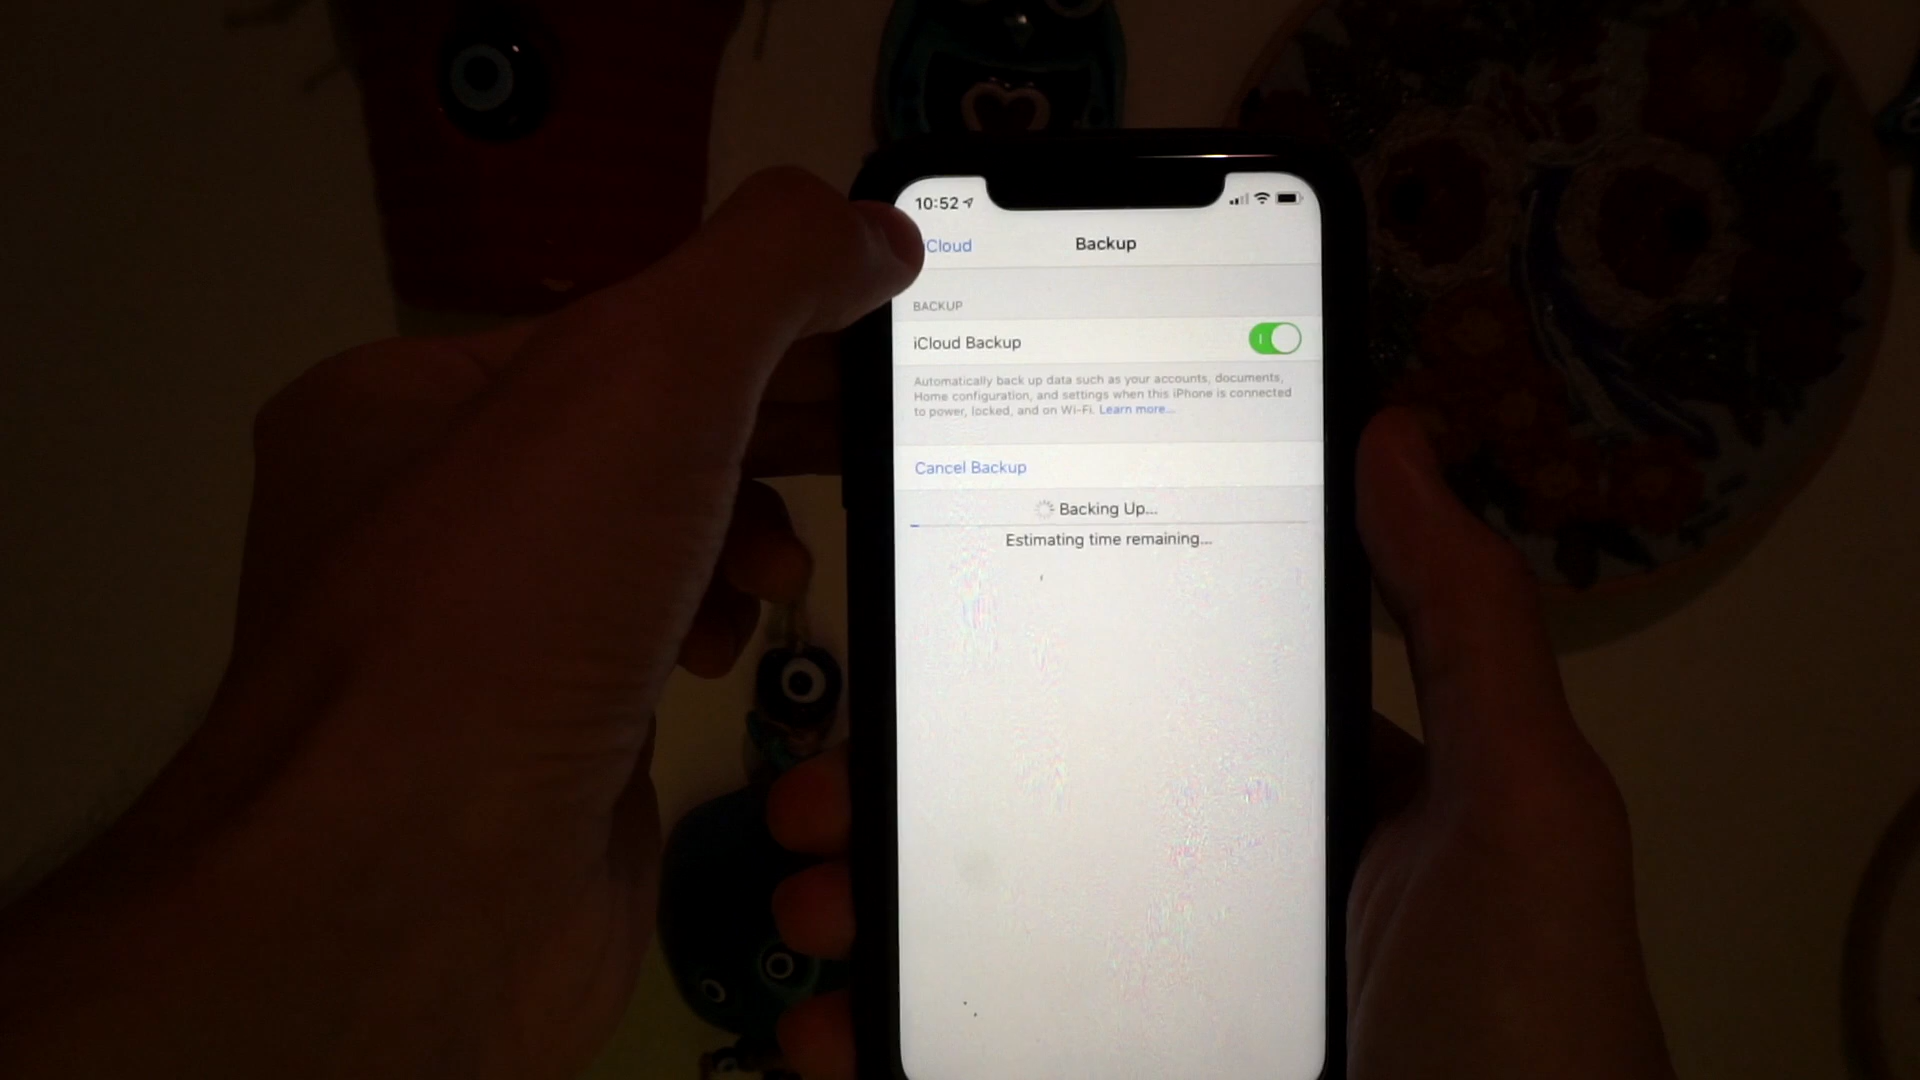 10:52
iCloud
Backup
BACKUP
iCloud Backup
Automatically back up data such as your accounts, documents,
Home configuration, and settings when this iPhone is connected
to power, locked, and on Wi-Fi. Learn more...
Cancel Backup
Backing Up...
Estimating time remaining...